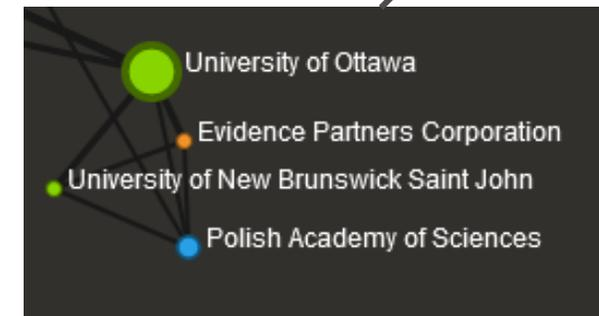 University of Ottawa
Evidence Partners Corporation
University of New Brunswick Saint John
Polish Academy of Sciences